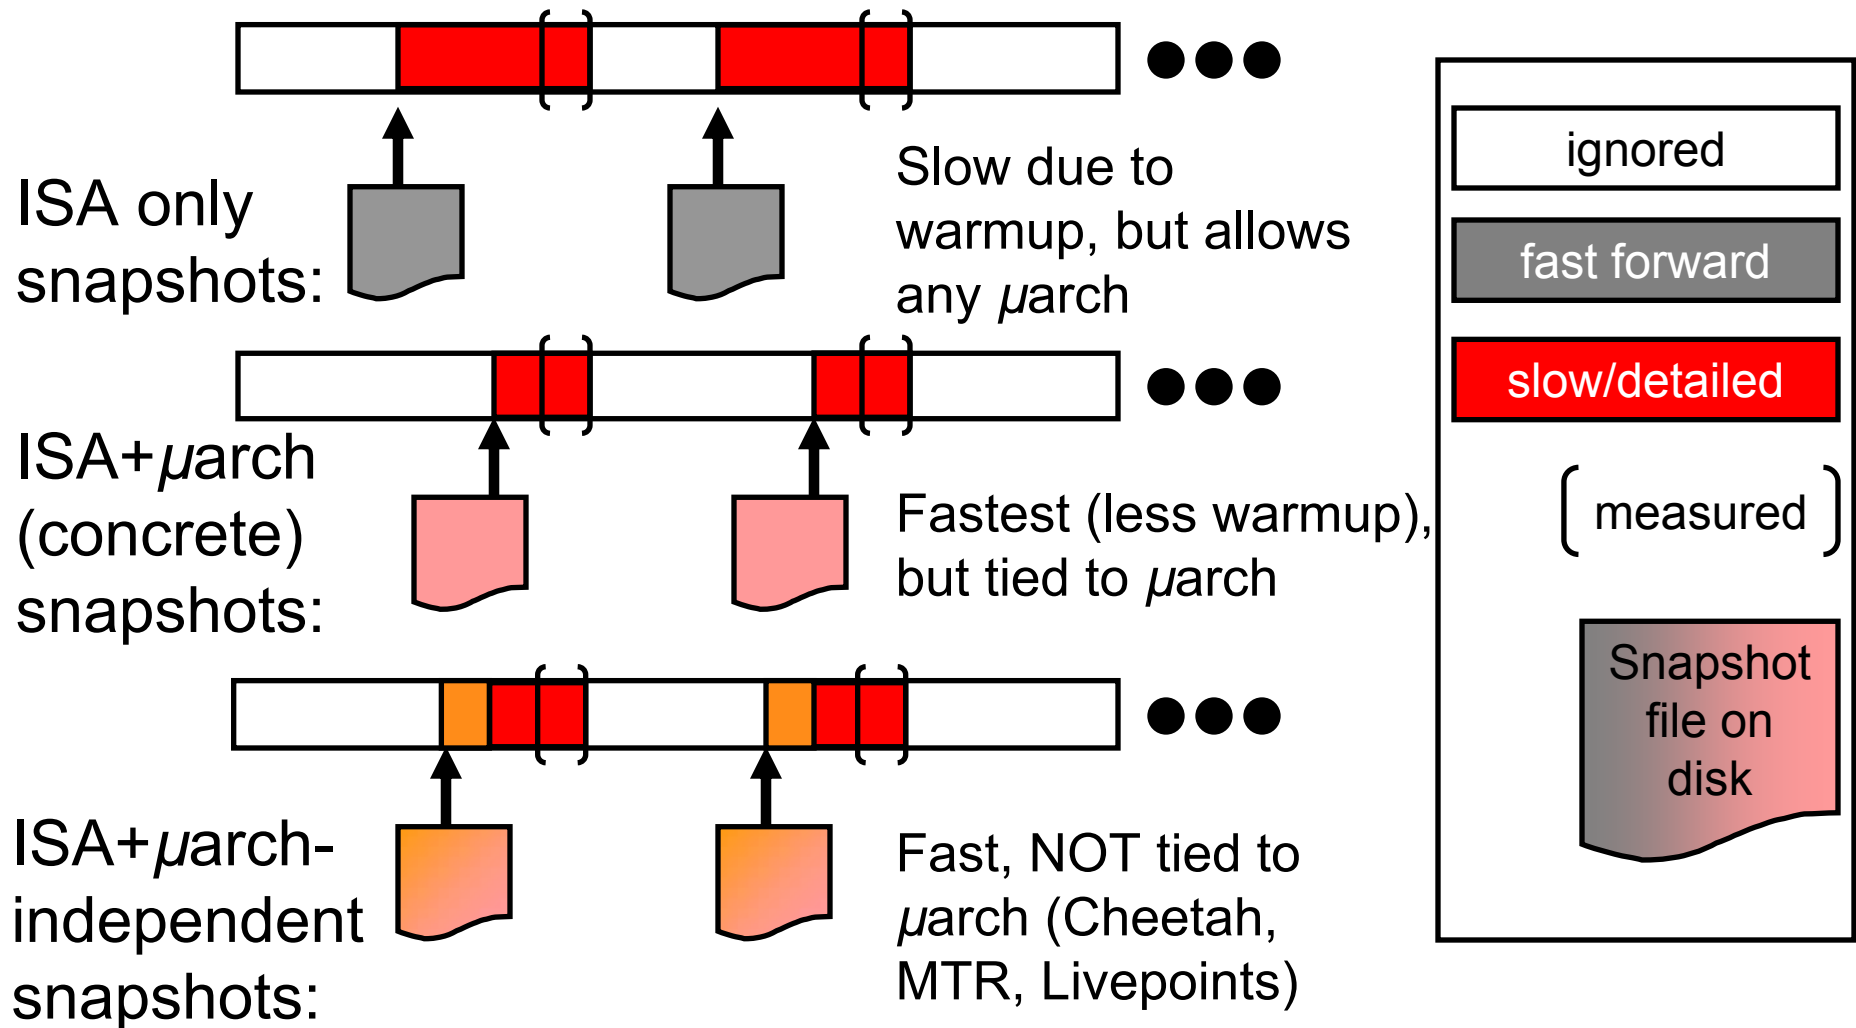 ISA only
snapshots:
Slow due to
warmup, but allows
any µarch
ISA+µarch
(concrete)
snapshots:
Fastest (less warmup),
but tied to µarch
ISA+µarch-
independent
snapshots:
Fast, NOT tied to
µarch (Cheetah,
MTR, Livepoints)
ignored
fast forward
slow/detailed
measured
Snapshot
file on
disk